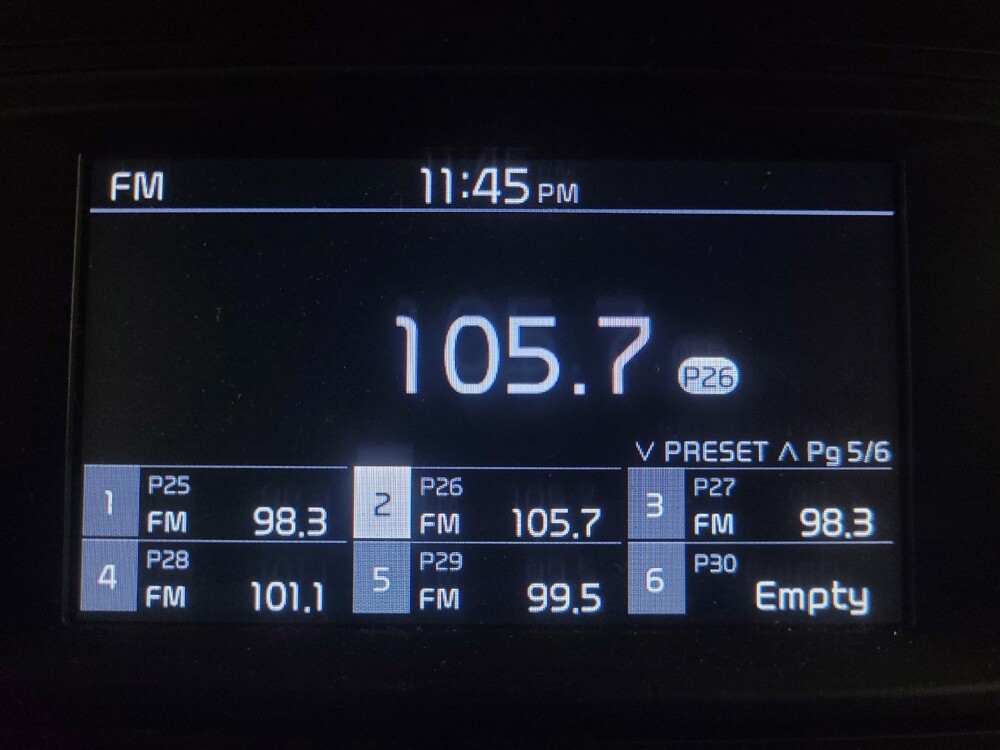 FM 11:45 PM
105.7 P26
∨ PRESET ∧ Pg 5/6
1 P25 FM 98.3
2 P26 FM 105.7
3 P27 FM 98.3
4 P28 FM 101.1
5 P29 FM 99.5
6 P30 Empty